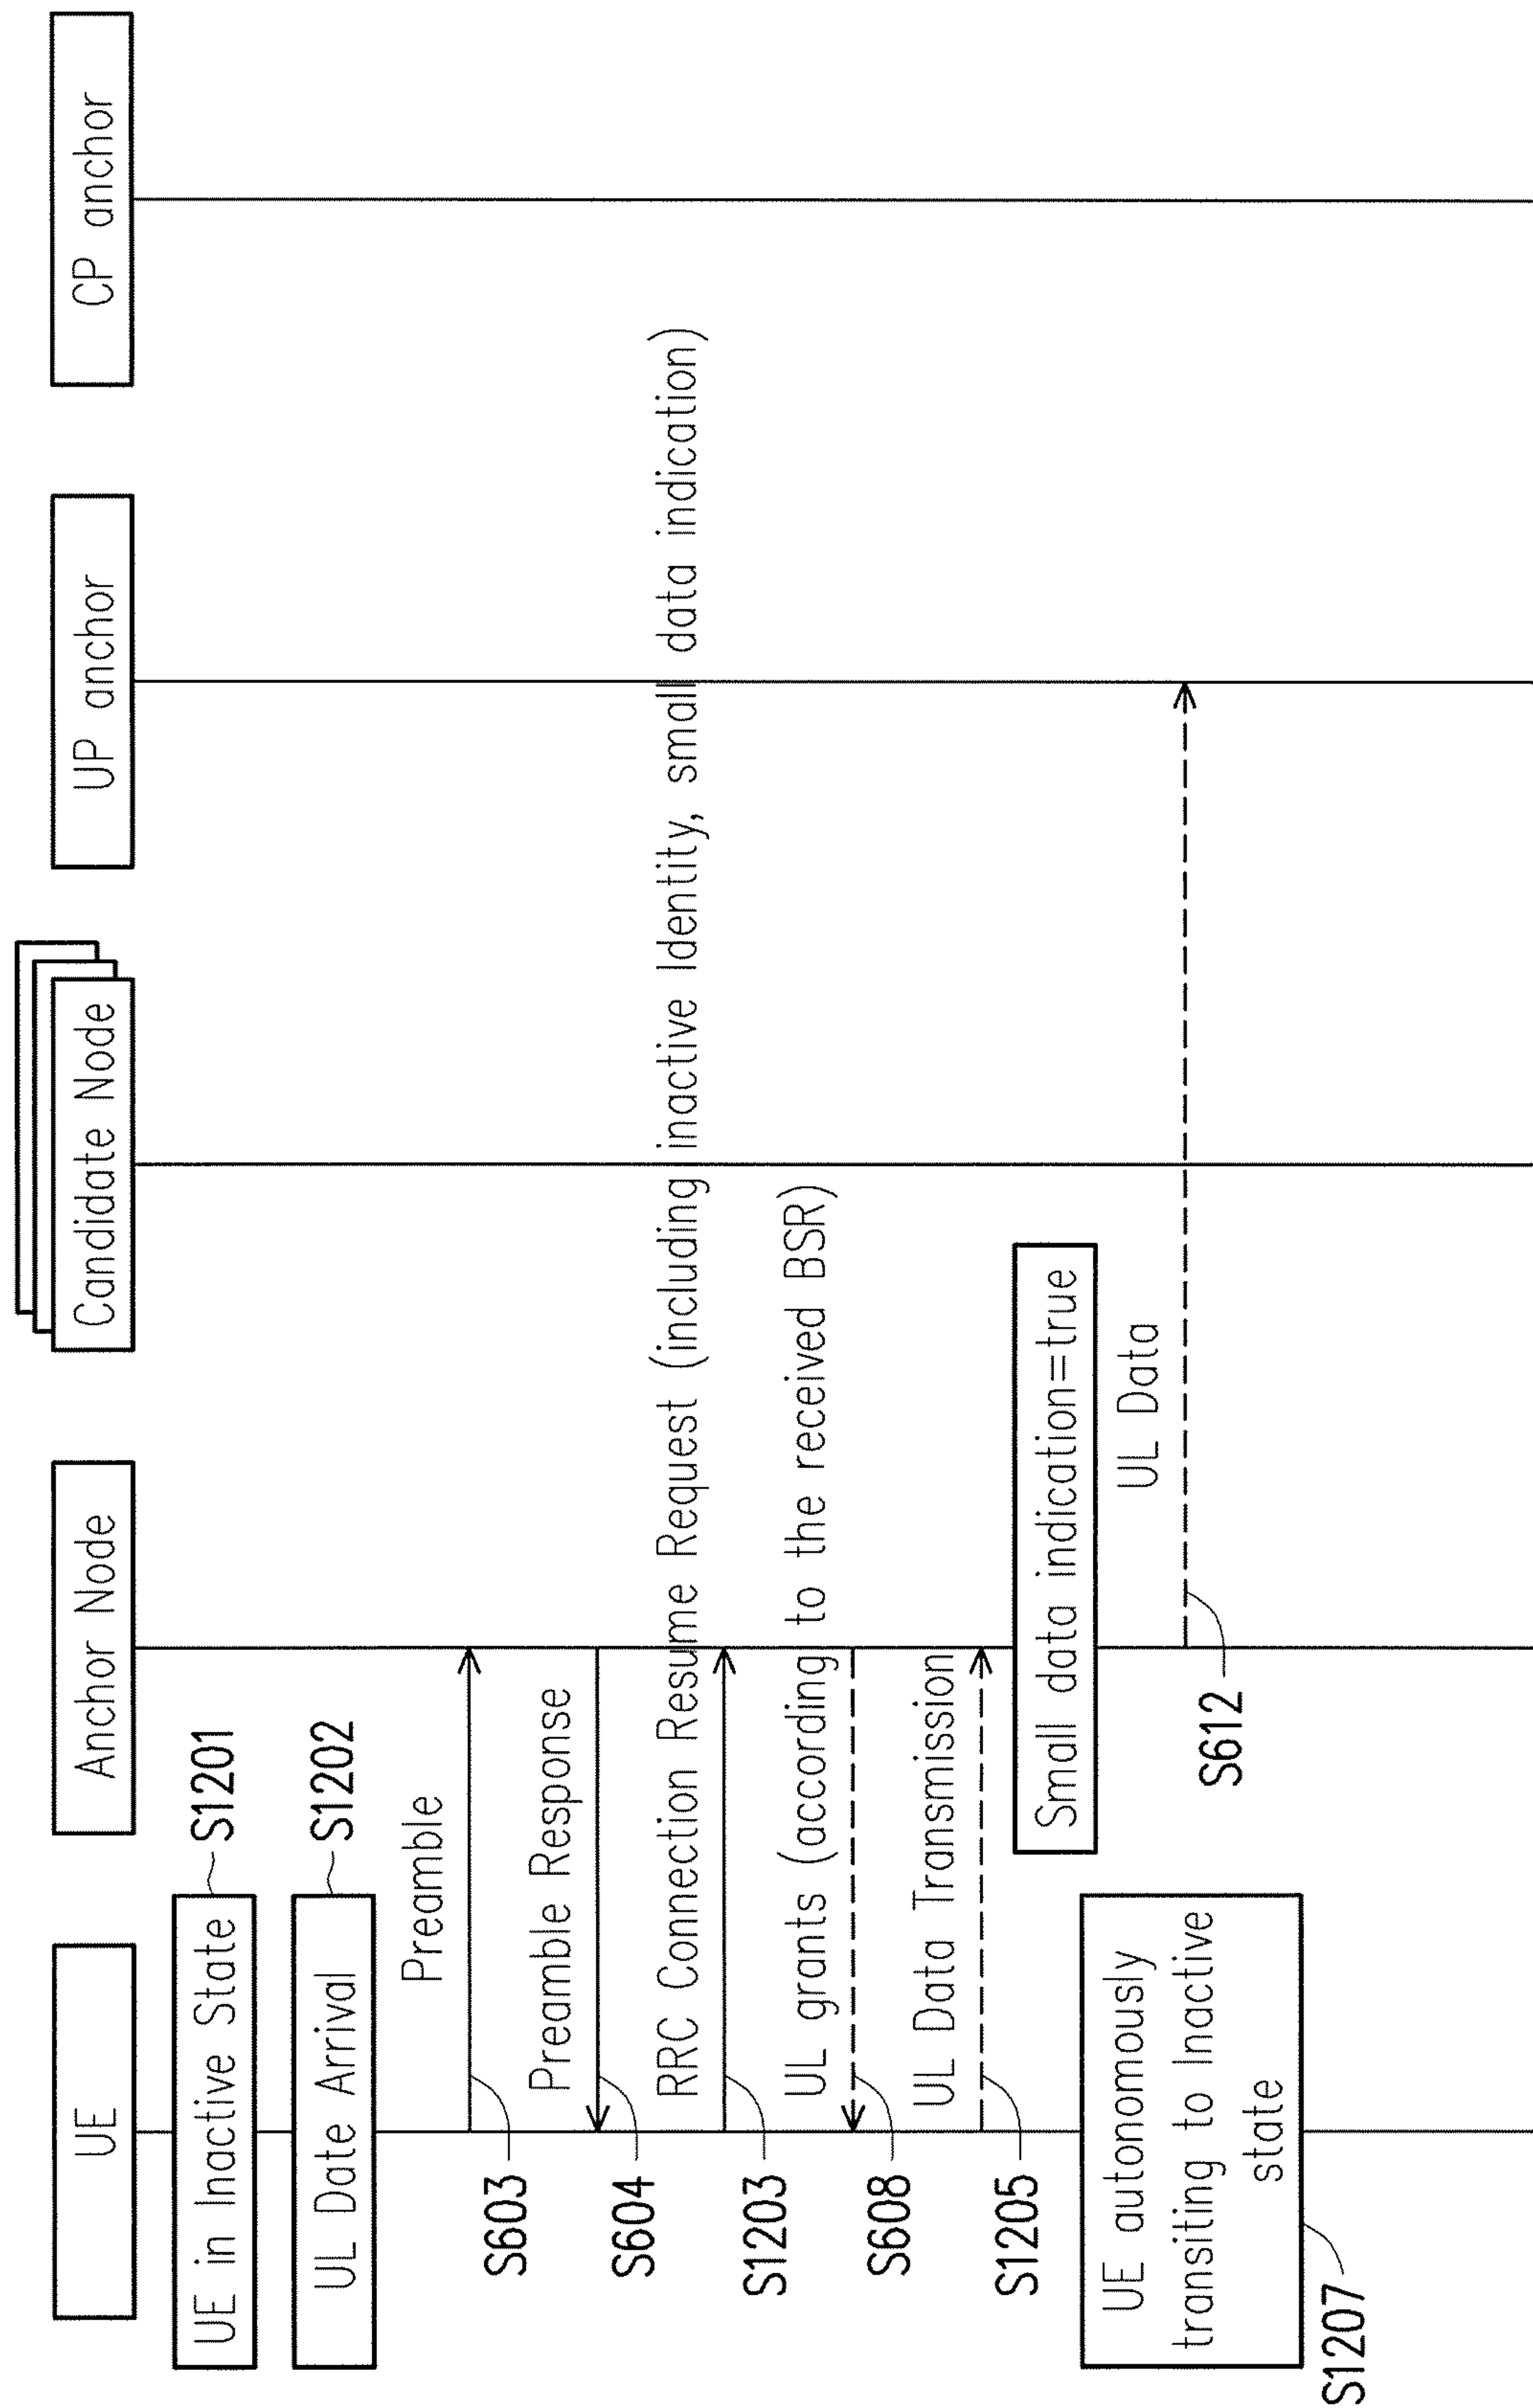 UE
Anchor Node
Candidate Node
UP anchor
CP anchor
UE in Inactive State
S1201
UL Date Arrival
S1202
Preamble
S603
Preamble Response
S604
RRC Connection Resume Request (including inactive Identity, small data indication)
S1203
UL grants (according to the received BSR)
S608
UL Data Transmission
S1205
Small data indication=true
UE autonomously
transiting to Inactive
state
S1207
UL Data
S612